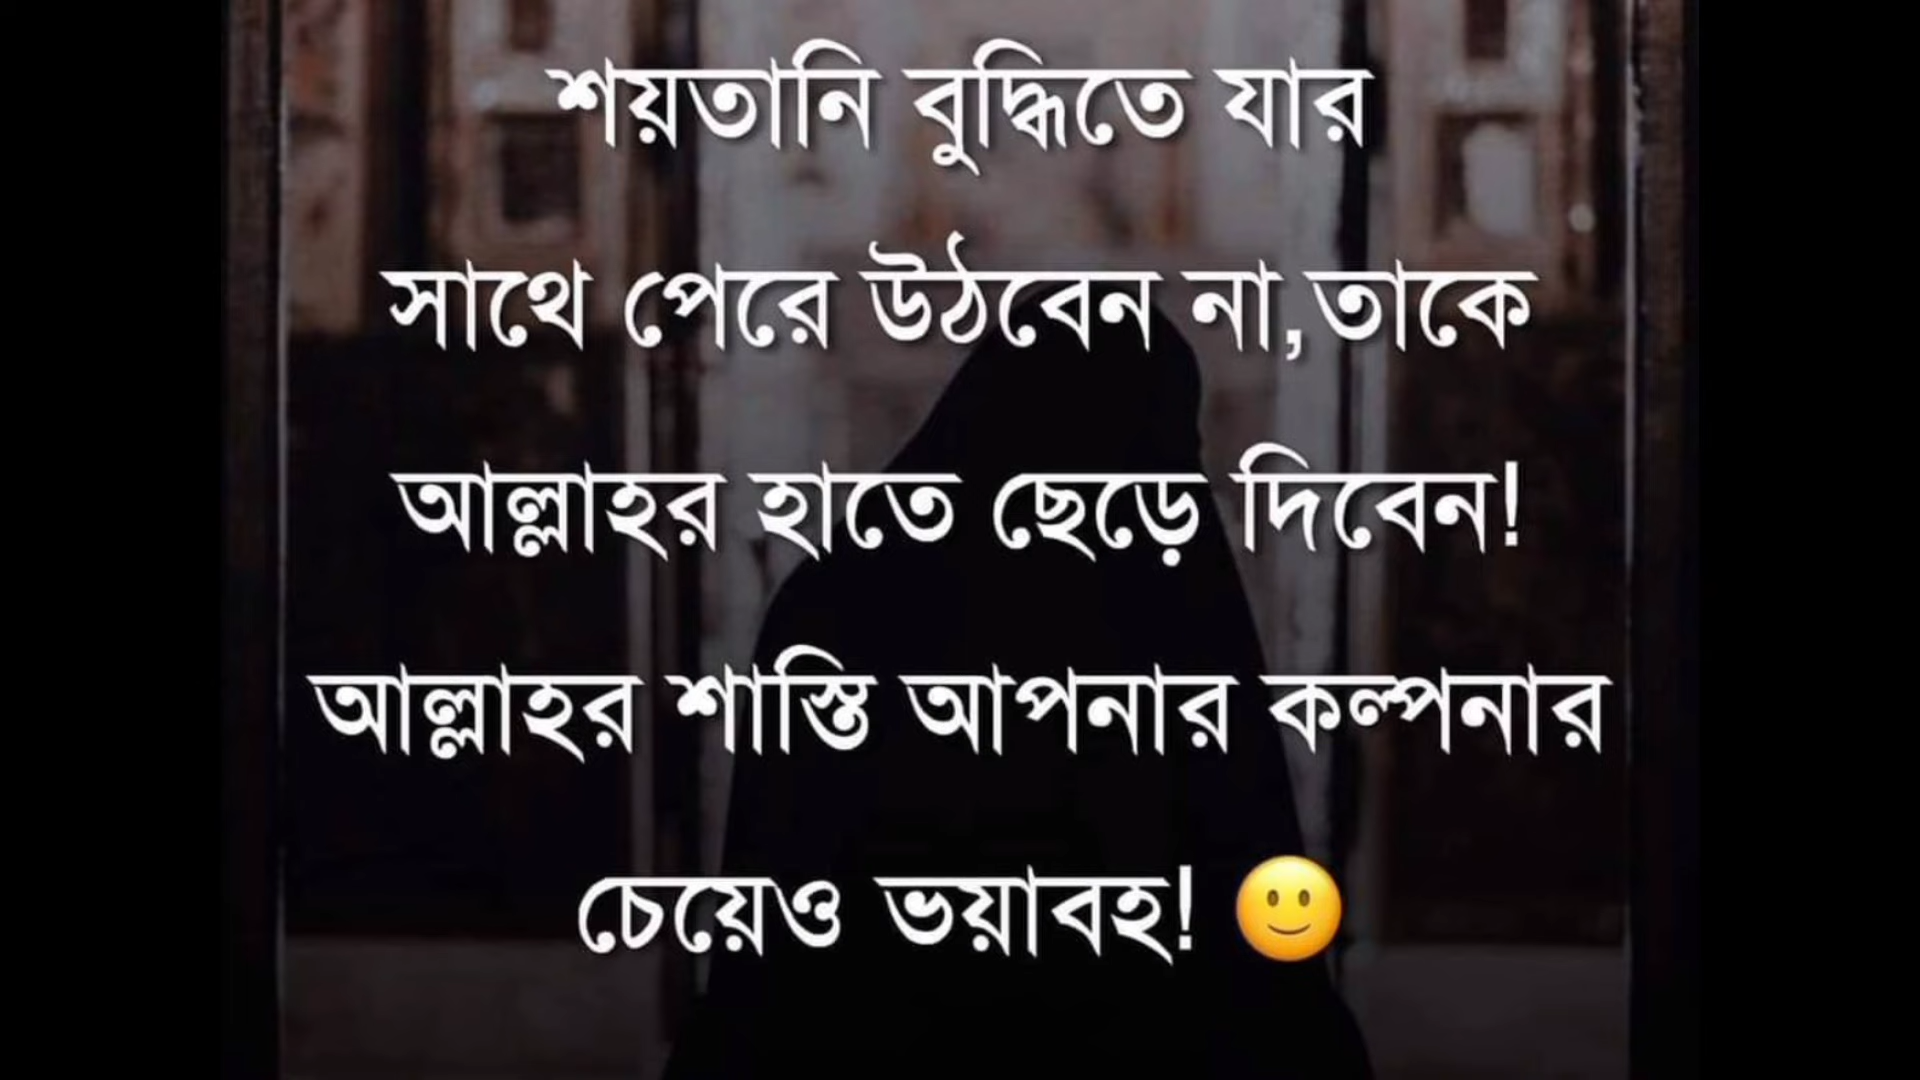 শয়তানি বুদ্ধিতে যার
সাথে পেরে উঠবেন না,তাকে
আল্লাহর হাতে ছেড়ে দিবেন!
আল্লাহর শাস্তি আপনার কল্পনার
চেয়েও ভয়াবহ! 🙂